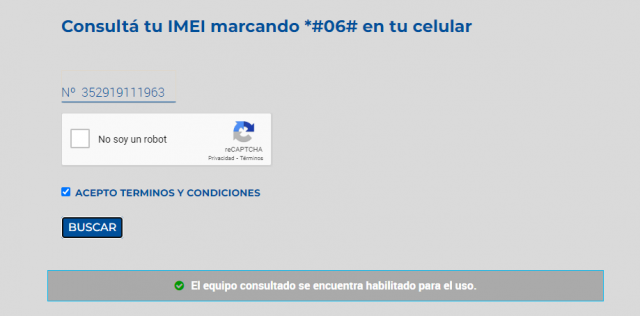 Consultá tu IMEI marcando *#06# en tu celular
Nº 352919111963
No soy un robot
reCAPTCHA
Privacidad - Términos
ACEPTO TERMINOS Y CONDICIONES
BUSCAR
El equipo consultado se encuentra habilitado para el uso.